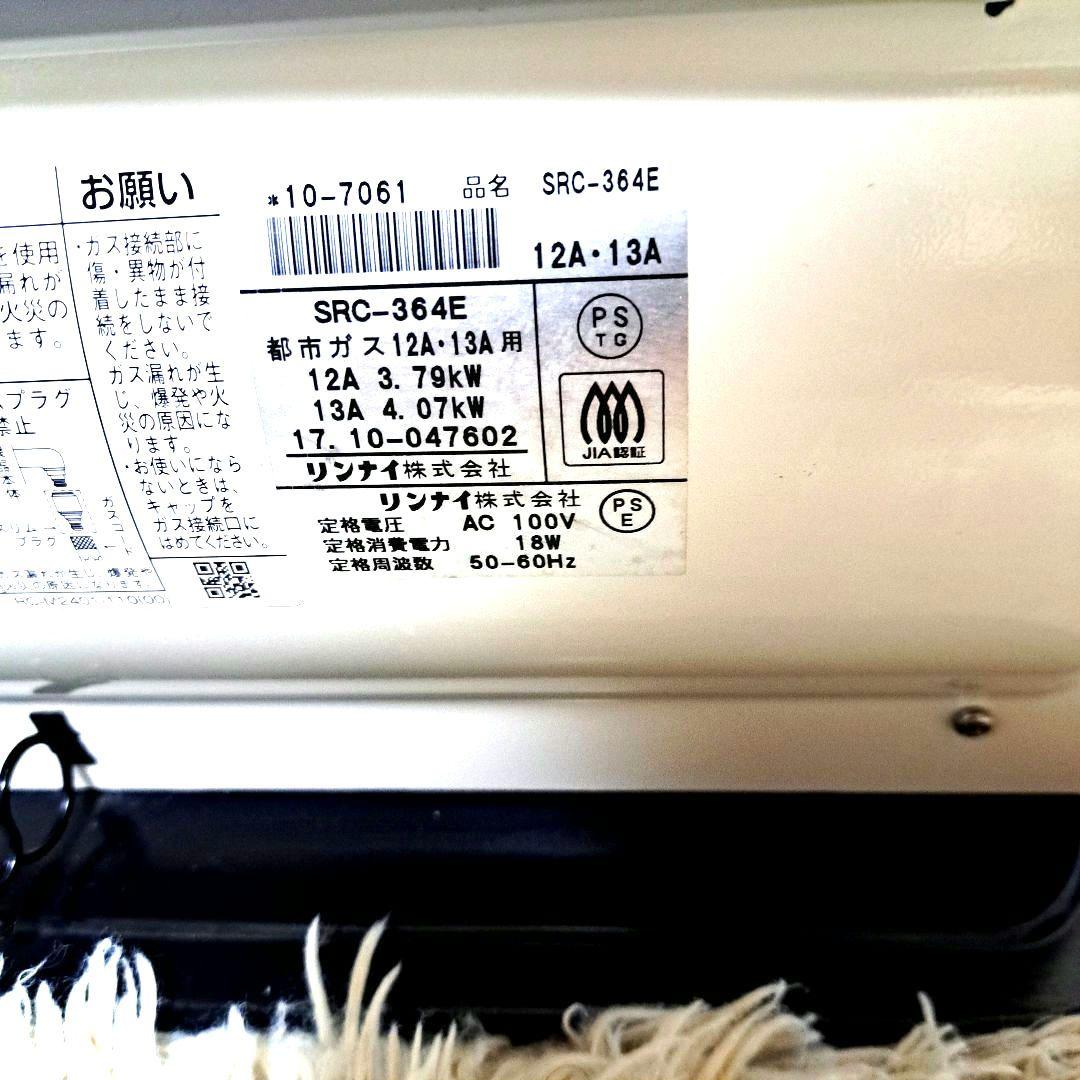 お願い
・ガス接続部に
傷・異物が付
着したまま接
続をしないで
ください。
ガス漏れが生
じ、爆発や火
災の原因にな
ります。
・お使いになら
ないときは、
キャップを
ガス接続口に
はめてください。
を使用
漏れが
火災の
ます。
プラグ
禁止
プラグ
*10-7061 品名 SRC-364E
12A・13A
SRC-364E
都市ガス12A・13A用
12A 3.79kW
13A 4.07kW
17.10-047602
リンナイ株式会社
PS
TG
JIA認証
リンナイ株式会社
定格電圧 AC 100V
定格消費電力 18W
定格周波数 50-60Hz
PS
E